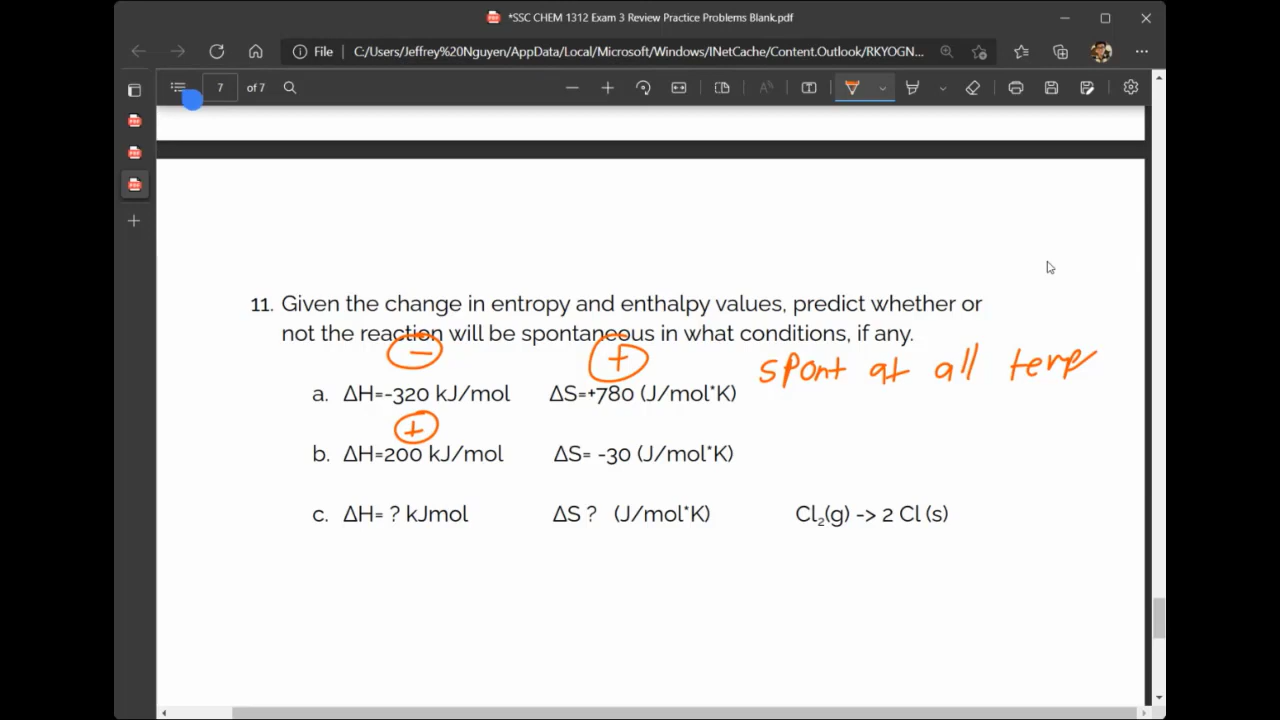 *SSC CHEM 1312 Exam 3 Review Practice Problems Blank.pdf
File C:/Users/Jeffrey%20Nguyen/AppData/Local/Microsoft/Windows/INetCache/Content.Outlook/RKYOGN...
7 of 7
11. Given the change in entropy and enthalpy values, predict whether or
not the reaction will be spontaneous in what conditions, if any.
− + spont at all temp
a. ΔH=-320 kJ/mol ΔS=+780 (J/mol*K)
+
b. ΔH=200 kJ/mol ΔS= -30 (J/mol*K)
c. ΔH= ? kJmol ΔS ? (J/mol*K) Cl₂(g) -> 2 Cl (s)